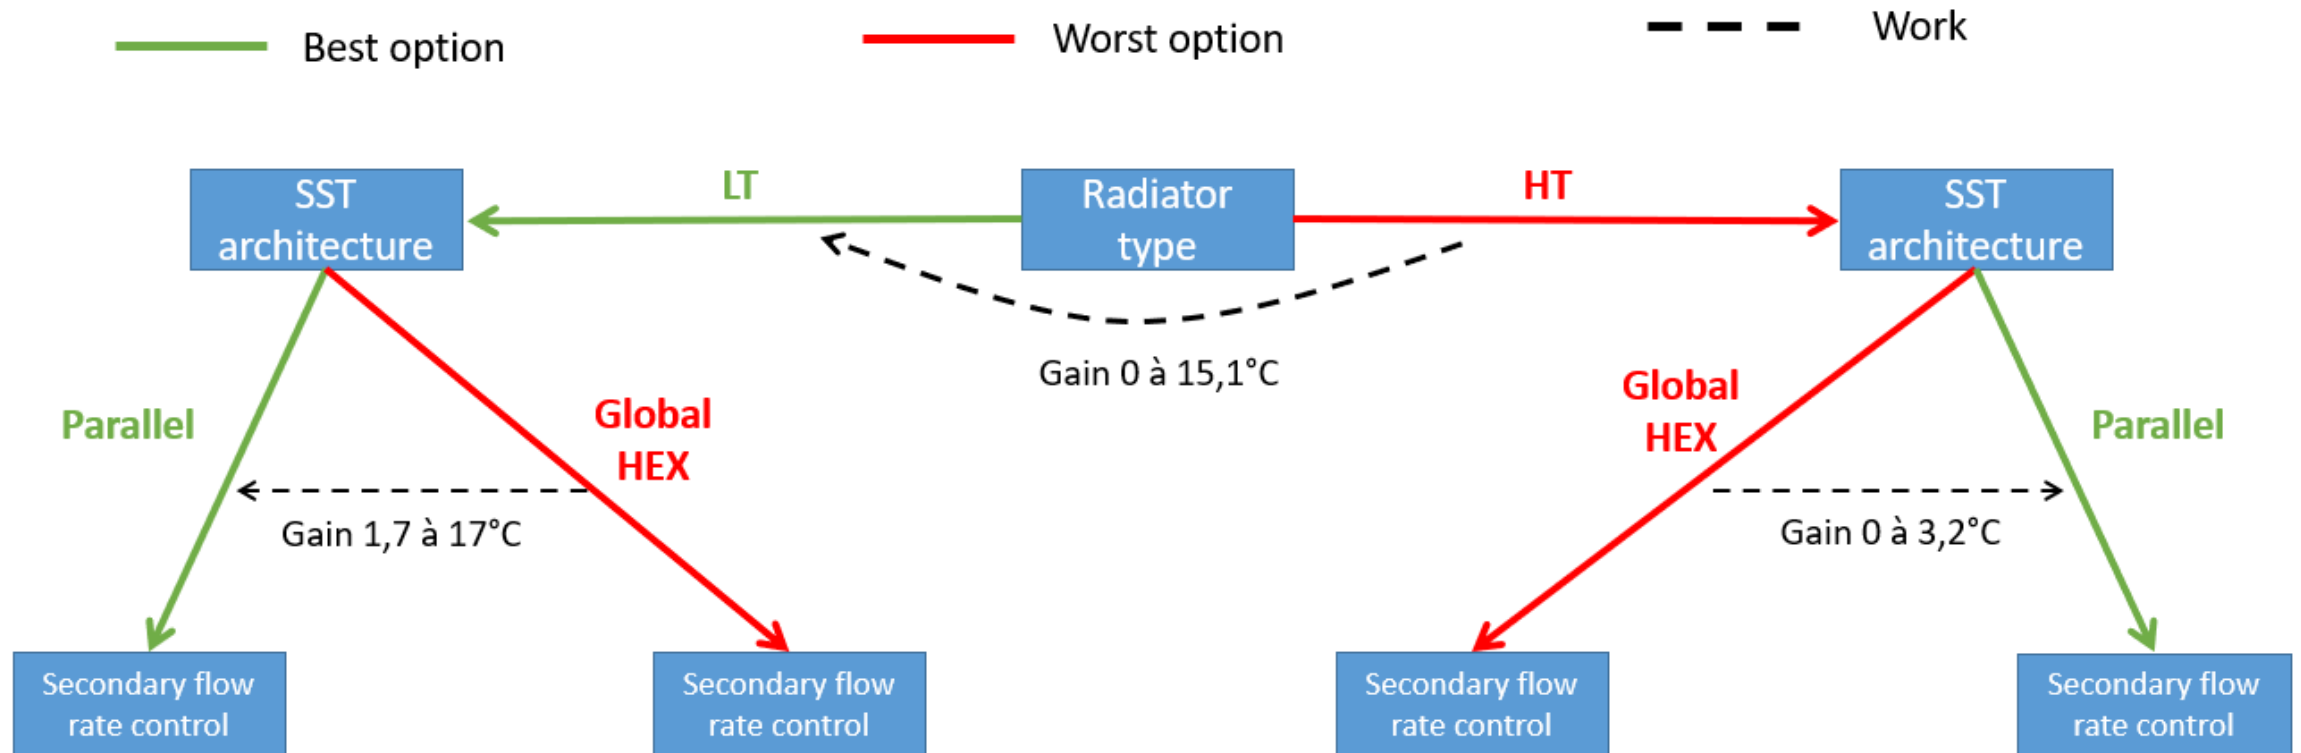 Best option
Worst option
Work
SST
architecture
LT
Radiator
type
HT
SST
architecture
Gain 0 à 15,1°C
Parallel
Global
HEX
Global
HEX
Parallel
Gain 1,7 à 17°C
Gain 0 à 3,2°C
Secondary flow
rate control
Secondary flow
rate control
Secondary flow
rate control
Secondary flow
rate control